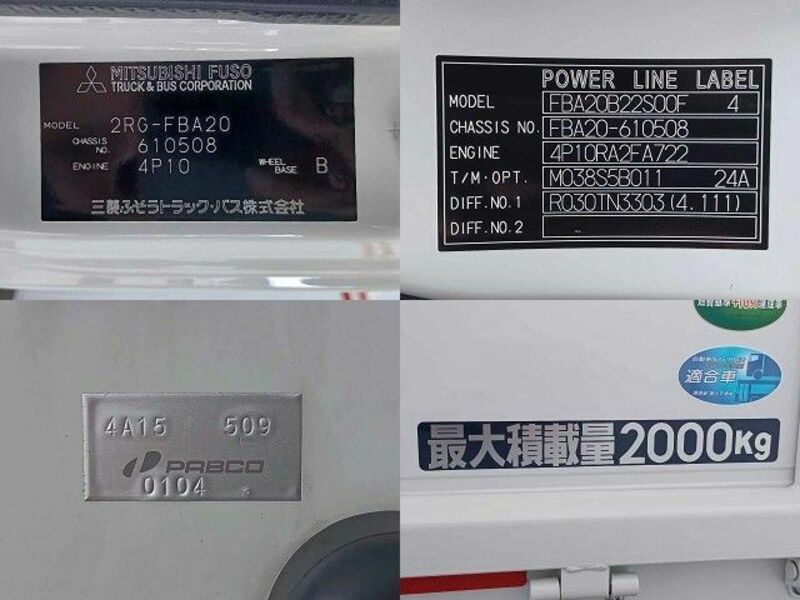 MITSUBISHI FUSO
TRUCK & BUS CORPORATION
MODEL 2RG-FBA20
CHASSIS NO. 610508
ENGINE 4P10 WHEEL BASE B
三菱ふそうトラック・バス株式会社
POWER LINE LABEL
MODEL FBA20B22S00F 4
CHASSIS NO. FBA20-610508
ENGINE 4P10RA2FA722
T/M·OPT. M038S5B011 24A
DIFF.NO.1 R030TN3303(4.111)
DIFF.NO.2
4A15 509
PABCO
0104
適合車
最大積載量2000Kg